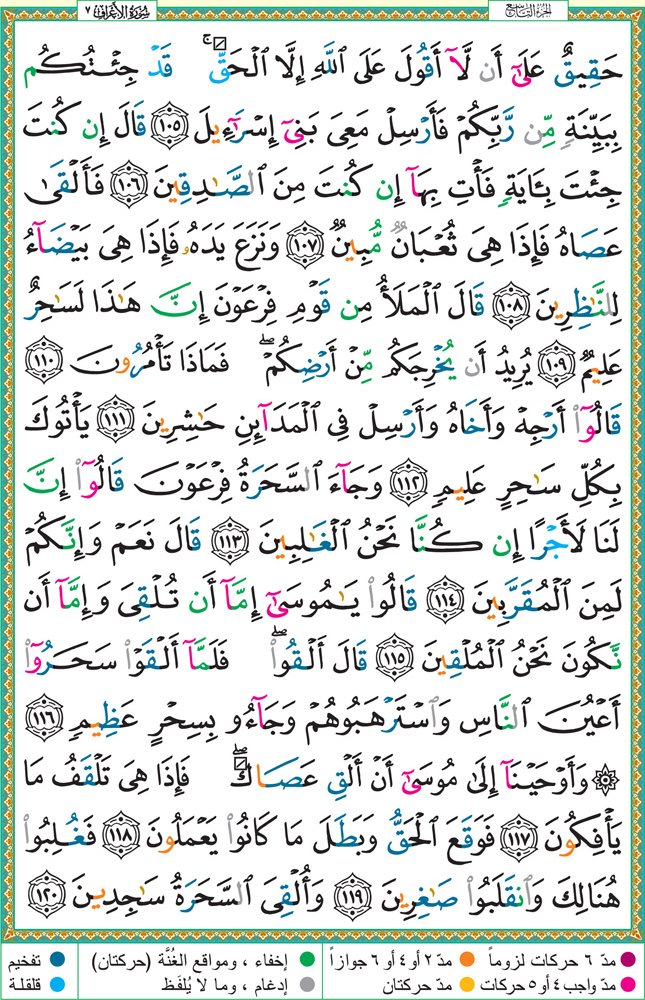 الجزء التاسع
سورة الأعراف ٧
حَقِيقٌ عَلَىٰٓ أَن لَّآ أَقُولَ عَلَى ٱللَّهِ إِلَّا ٱلْحَقَّ ۚ قَدْ جِئْتُكُم
بِبَيِّنَةٍ مِّن رَّبِّكُمْ فَأَرْسِلْ مَعِىَ بَنِىٓ إِسْرَٰٓءِيلَ ١٠٥ قَالَ إِن كُنتَ
جِئْتَ بِـَٔايَةٍ فَأْتِ بِهَآ إِن كُنتَ مِنَ ٱلصَّـٰدِقِينَ ١٠٦ فَأَلْقَىٰ
عَصَاهُ فَإِذَا هِىَ ثُعْبَانٌ مُّبِينٌ ١٠٧ وَنَزَعَ يَدَهُۥ فَإِذَا هِىَ بَيْضَآءُ
لِلنَّـٰظِرِينَ ١٠٨ قَالَ ٱلْمَلَأُ مِن قَوْمِ فِرْعَوْنَ إِنَّ هَـٰذَا لَسَـٰحِرٌ
عَلِيمٌ ١٠٩ يُرِيدُ أَن يُخْرِجَكُم مِّنْ أَرْضِكُمْ ۖ فَمَاذَا تَأْمُرُونَ ١١٠
قَالُوٓا۟ أَرْجِهْ وَأَخَاهُ وَأَرْسِلْ فِى ٱلْمَدَآئِنِ حَـٰشِرِينَ ١١١ يَأْتُوكَ
بِكُلِّ سَـٰحِرٍ عَلِيمٍ ١١٢ وَجَآءَ ٱلسَّحَرَةُ فِرْعَوْنَ قَالُوٓا۟ إِنَّ
لَنَا لَأَجْرًا إِن كُنَّا نَحْنُ ٱلْغَـٰلِبِينَ ١١٣ قَالَ نَعَمْ وَإِنَّكُمْ
لَمِنَ ٱلْمُقَرَّبِينَ ١١٤ قَالُوا۟ يَـٰمُوسَىٰٓ إِمَّآ أَن تُلْقِىَ وَإِمَّآ أَن
نَّكُونَ نَحْنُ ٱلْمُلْقِينَ ١١٥ قَالَ أَلْقُوا۟ ۖ فَلَمَّآ أَلْقَوْا۟ سَحَرُوٓا۟
أَعْيُنَ ٱلنَّاسِ وَٱسْتَرْهَبُوهُمْ وَجَآءُو بِسِحْرٍ عَظِيمٍ ١١٦
۞ وَأَوْحَيْنَآ إِلَىٰ مُوسَىٰٓ أَنْ أَلْقِ عَصَاكَ ۖ فَإِذَا هِىَ تَلْقَفُ مَا
يَأْفِكُونَ ١١٧ فَوَقَعَ ٱلْحَقُّ وَبَطَلَ مَا كَانُوا۟ يَعْمَلُونَ ١١٨ فَغُلِبُوا۟
هُنَالِكَ وَٱنقَلَبُوا۟ صَـٰغِرِينَ ١١٩ وَأُلْقِىَ ٱلسَّحَرَةُ سَـٰجِدِينَ ١٢٠
مدّ ٦ حركات لزوماً مدّ ٢ أو ٤ أو ٦ جوازاً إخفاء ، ومواقع الغُنَّة (حركتان) تفخيم
مدّ واجب ٤ أو ٥ حركات مدّ حركتان إدغام ، وما لا يُلفَظ قلقلة